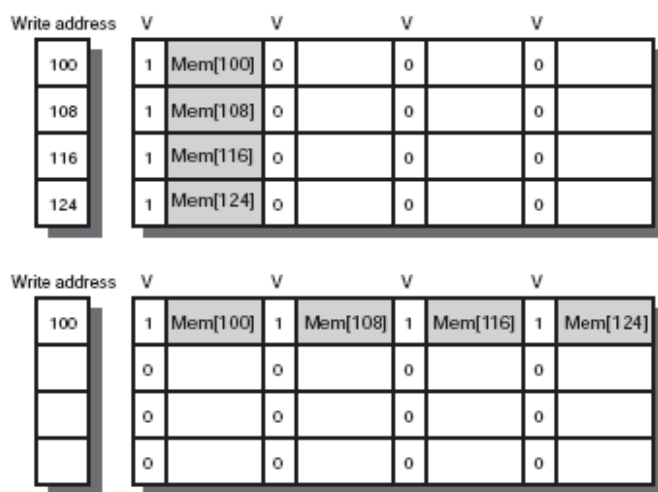 Write address V V V V
100 1 Mem[100] 0 0 0
108 1 Mem[108] 0 0 0
116 1 Mem[116] 0 0 0
124 1 Mem[124] 0 0 0
Write address V V V V
100 1 Mem[100] 1 Mem[108] 1 Mem[116] 1 Mem[124]
0 0 0 0
0 0 0 0
0 0 0 0